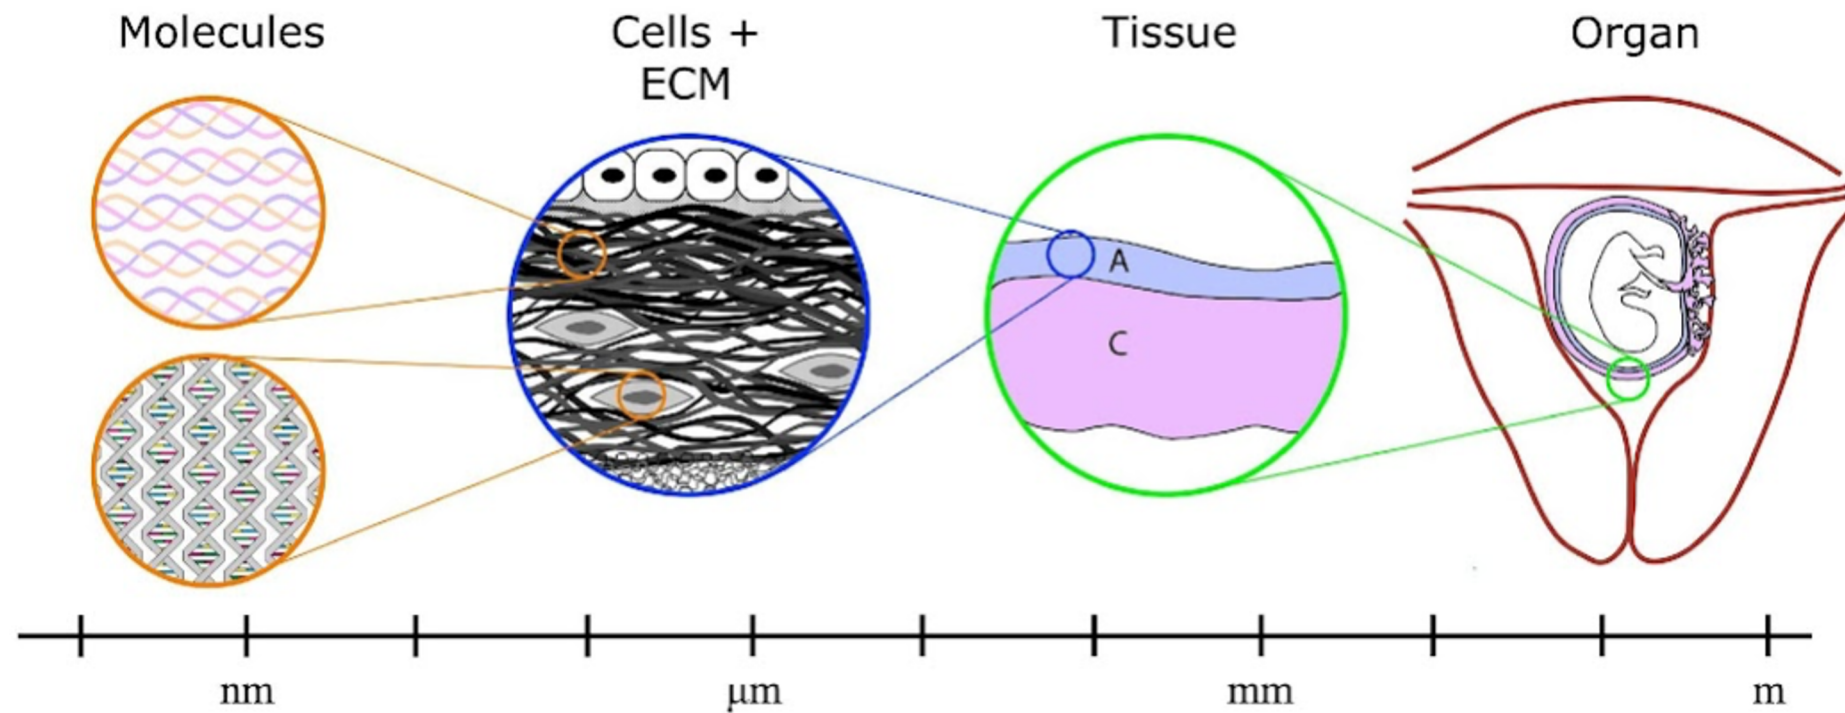 Molecules
Cells +
ECM
Tissue
Organ
A
C
nm
μm
mm
m